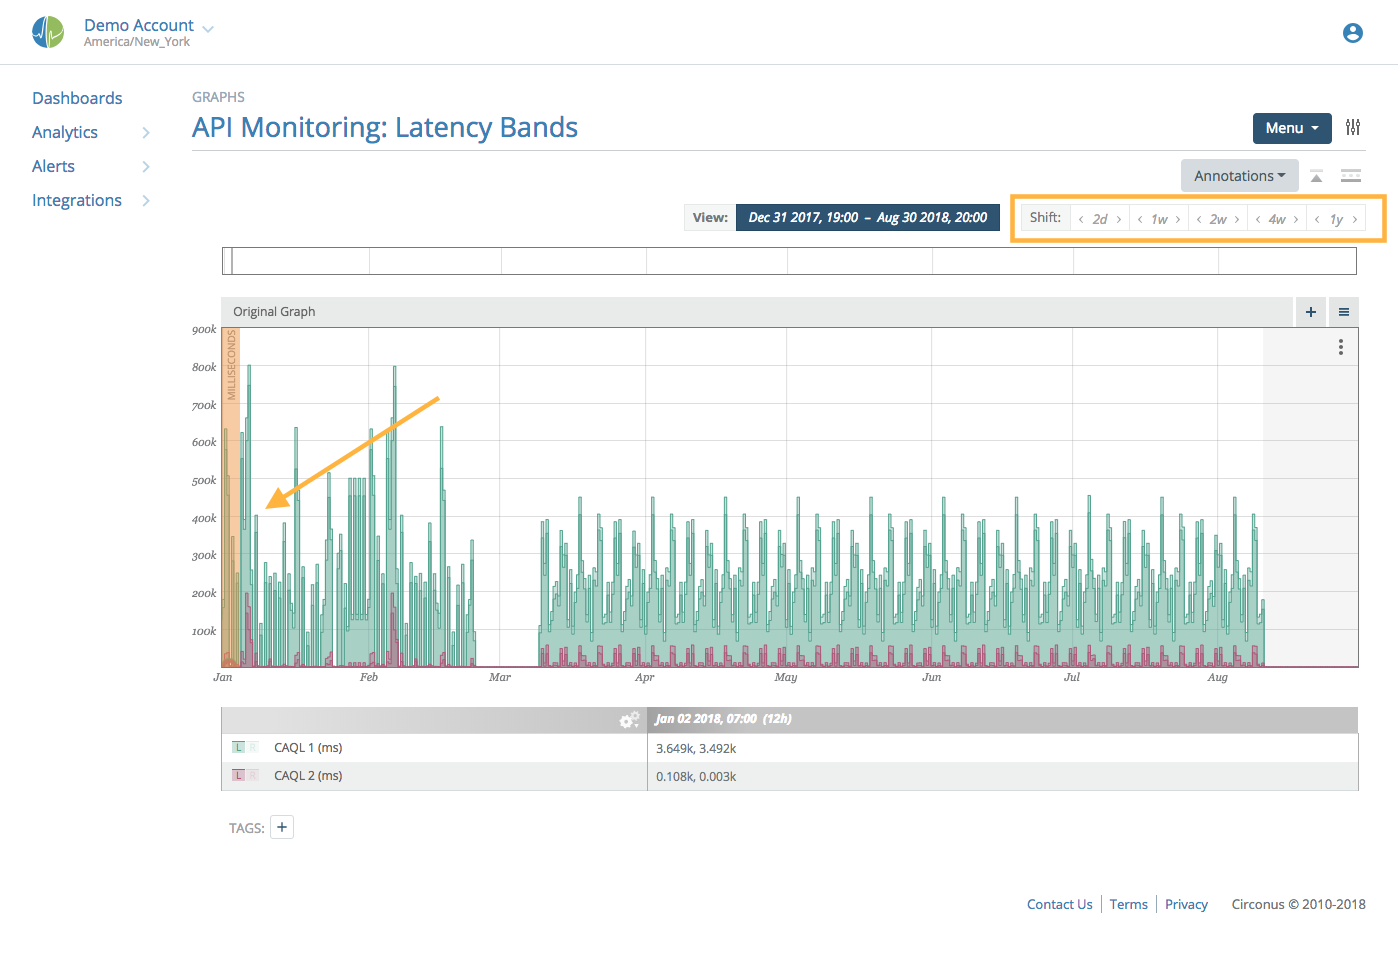 Demo Account
America/New_York
Dashboards
Analytics
Alerts
Integrations
GRAPHS
API Monitoring: Latency Bands
Menu
Annotations
View: Dec 31 2017, 19:00 – Aug 30 2018, 20:00
Shift: ‹ 2d › ‹ 1w › ‹ 2w › ‹ 4w › ‹ 1y ›
Original Graph
+
MILLISECONDS
900k
800k
700k
600k
500k
400k
300k
200k
100k
Jan Feb Mar Apr May Jun Jul Aug
Jan 02 2018, 07:00 (12h)
L R CAQL 1 (ms) 3.649k, 3.492k
L R CAQL 2 (ms) 0.108k, 0.003k
TAGS: +
Contact Us Terms Privacy Circonus © 2010-2018